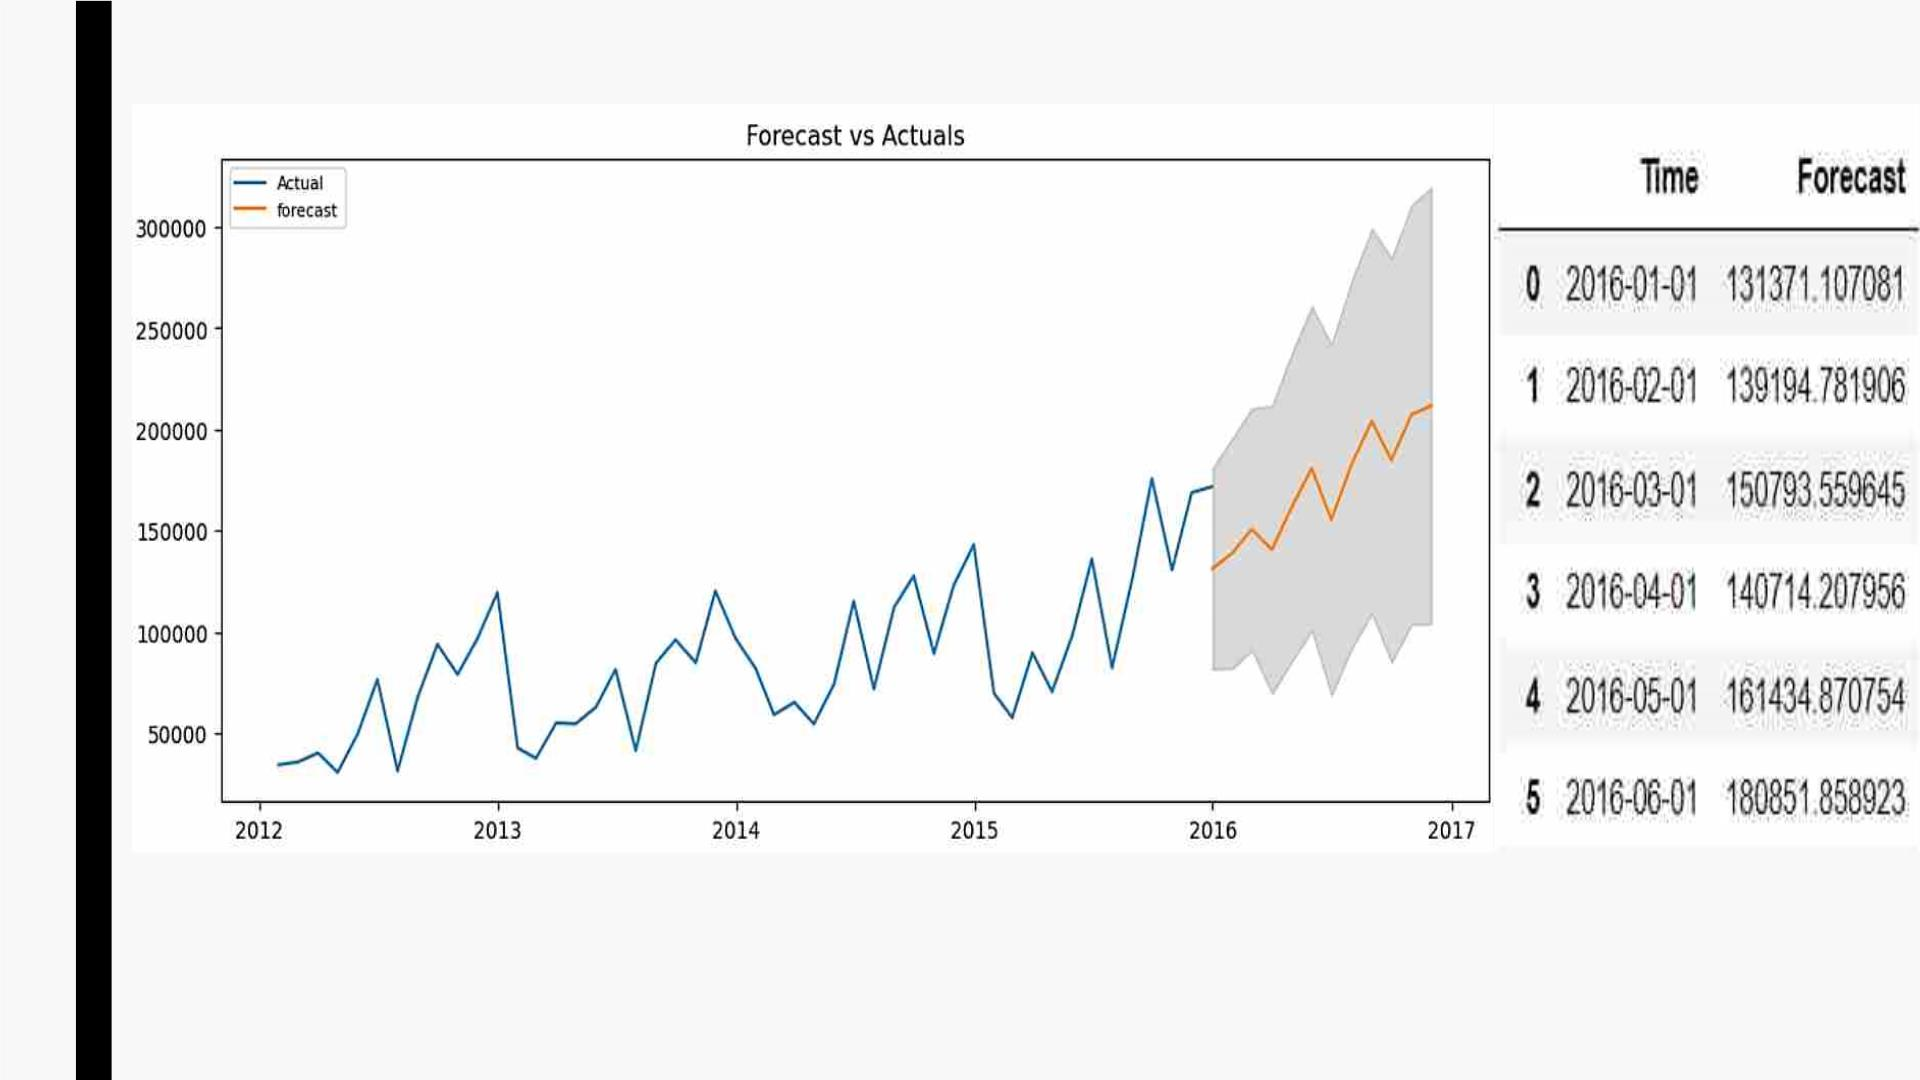 Forecast vs Actuals
Actual
forecast
300000
250000
200000
150000
100000
50000
2012 2013 2014 2015 2016 2017
Time Forecast
0 2016-01-01 131371.107081
1 2016-02-01 139194.781906
2 2016-03-01 150793.559645
3 2016-04-01 140714.207956
4 2016-05-01 161434.870754
5 2016-06-01 180851.858923